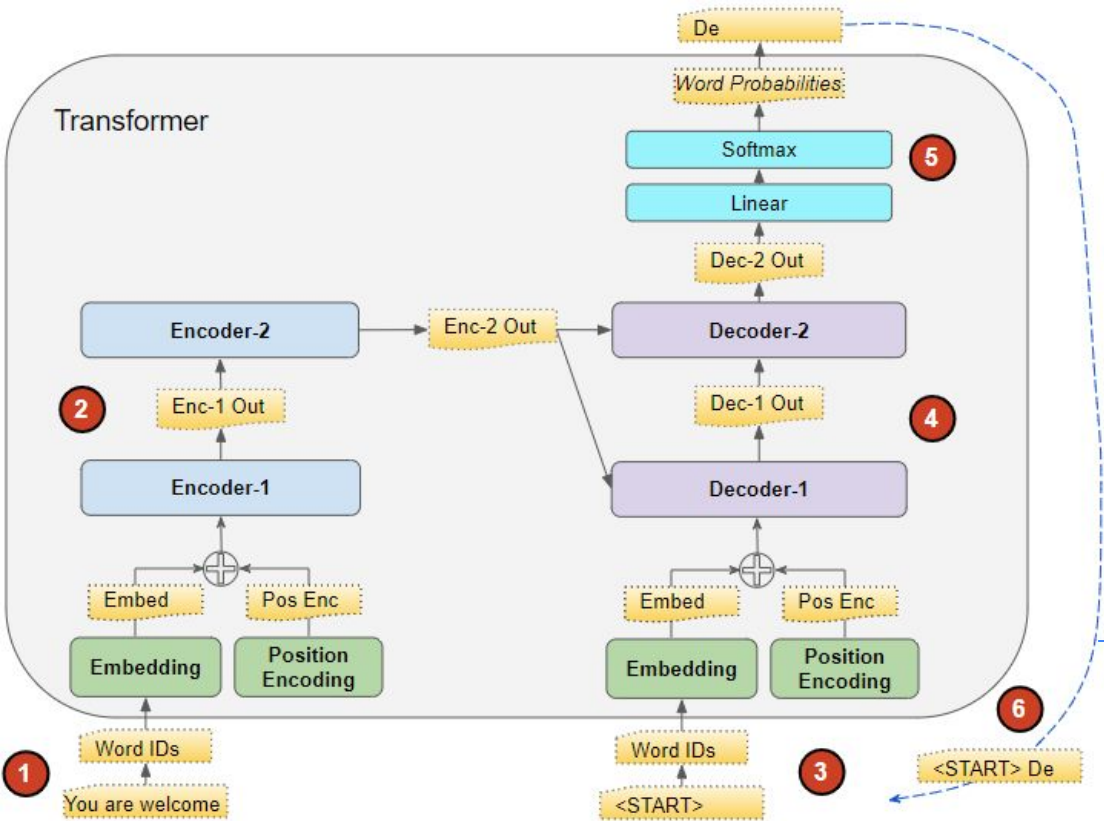 De
Word Probabilities
Transformer
Softmax
5
Linear
Dec-2 Out
Encoder-2
Enc-2 Out
Decoder-2
2
Enc-1 Out
Dec-1 Out
4
Encoder-1
Decoder-1
Embed
Pos Enc
Embed
Pos Enc
Embedding
Position
Encoding
Embedding
Position
Encoding
6
1
Word IDs
Word IDs
3
<START> De
You are welcome
<START>